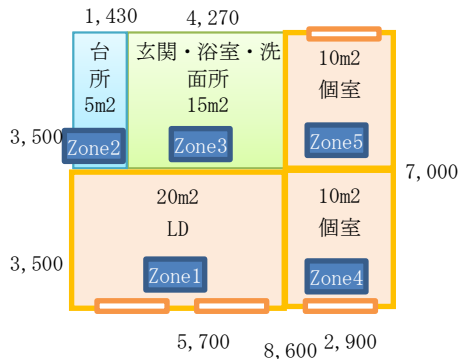 1,430
4,270
台
所
5m2
玄関・浴室・洗
面所
15m2
10m2
個室
3,500
Zone2
Zone3
Zone5
7,000
20m2
LD
10m2
個室
3,500
Zone1
Zone4
5,700
8,600
2,900